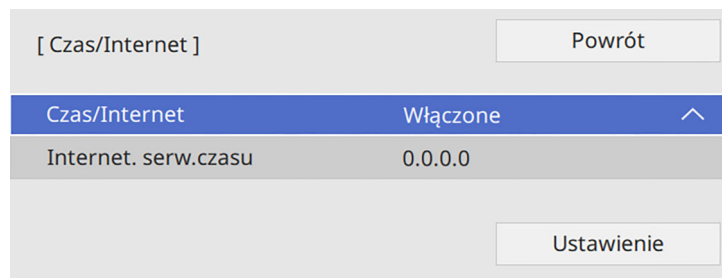 [ Czas/Internet ]
Powrót
Czas/Internet Włączone
Internet. serw.czasu 0.0.0.0
Ustawienie